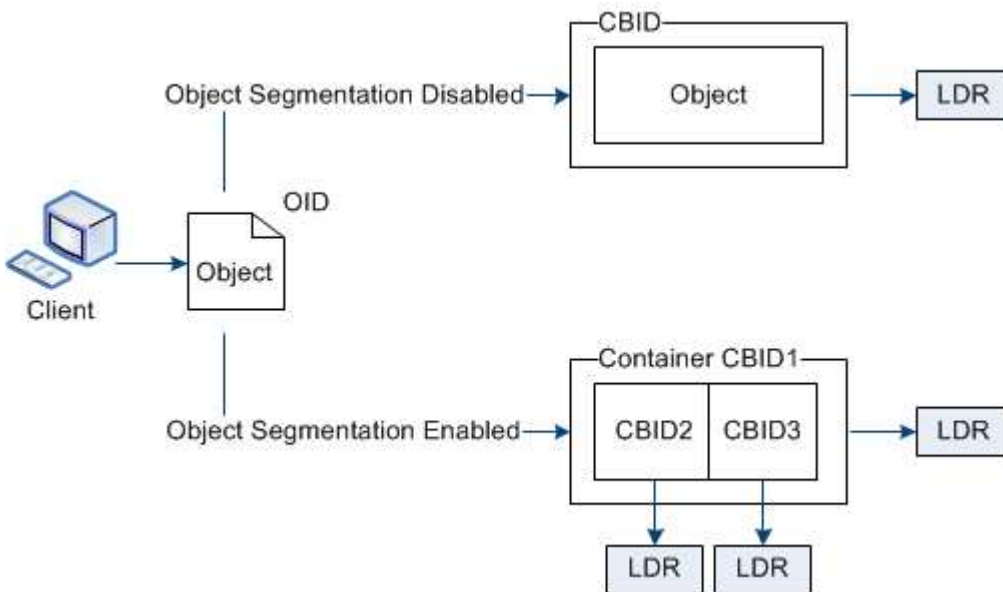 CBID
Object Segmentation Disabled
Object
LDR
OID
Object
Client
Container CBID1
Object Segmentation Enabled
CBID2
CBID3
LDR
LDR
LDR